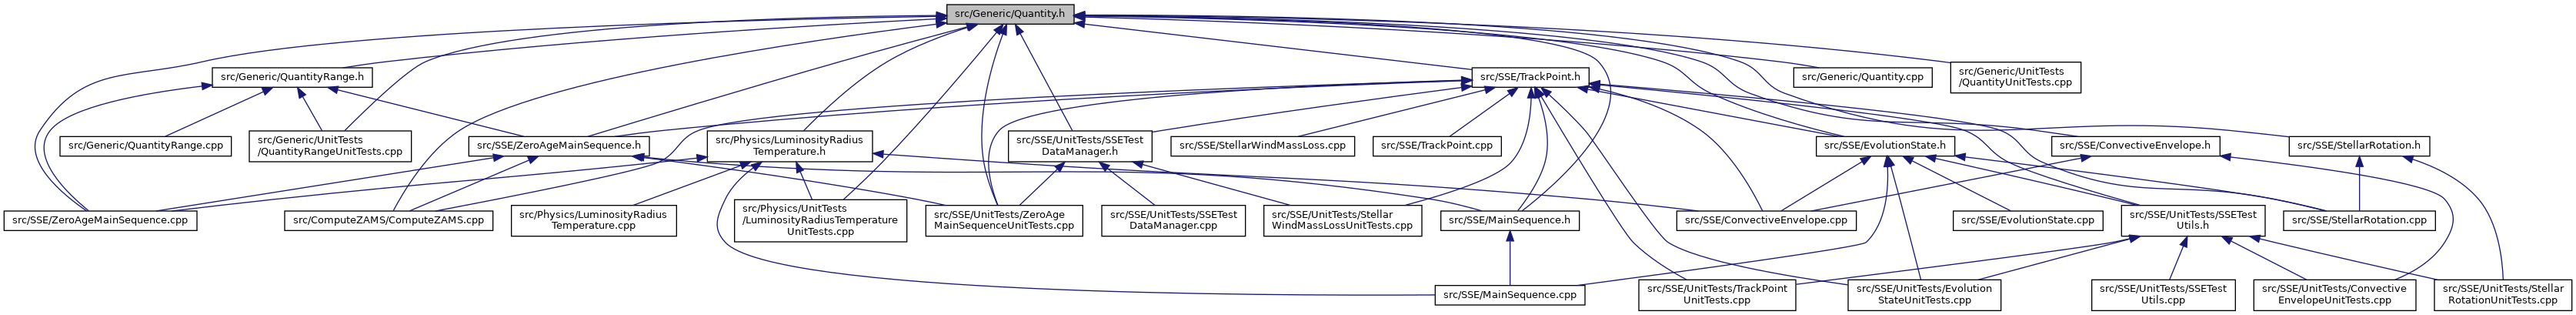 src/Generic/Quantity.h
src/Generic/QuantityRange.h
src/SSE/TrackPoint.h
src/Generic/Quantity.cpp
src/Generic/UnitTests
/QuantityUnitTests.cpp
src/Generic/QuantityRange.cpp
src/Generic/UnitTests
/QuantityRangeUnitTests.cpp
src/SSE/ZeroAgeMainSequence.h
src/Physics/LuminosityRadius
Temperature.h
src/SSE/UnitTests/SSETest
DataManager.h
src/SSE/StellarWindMassLoss.cpp
src/SSE/TrackPoint.cpp
src/SSE/EvolutionState.h
src/SSE/ConvectiveEnvelope.h
src/SSE/StellarRotation.h
src/SSE/ZeroAgeMainSequence.cpp
src/ComputeZAMS/ComputeZAMS.cpp
src/Physics/LuminosityRadius
Temperature.cpp
src/Physics/UnitTests
/LuminosityRadiusTemperature
UnitTests.cpp
src/SSE/UnitTests/ZeroAge
MainSequenceUnitTests.cpp
src/SSE/UnitTests/SSETest
DataManager.cpp
src/SSE/UnitTests/Stellar
WindMassLossUnitTests.cpp
src/SSE/MainSequence.h
src/SSE/ConvectiveEnvelope.cpp
src/SSE/EvolutionState.cpp
src/SSE/UnitTests/SSETest
Utils.h
src/SSE/StellarRotation.cpp
src/SSE/MainSequence.cpp
src/SSE/UnitTests/TrackPoint
UnitTests.cpp
src/SSE/UnitTests/Evolution
StateUnitTests.cpp
src/SSE/UnitTests/SSETest
Utils.cpp
src/SSE/UnitTests/Convective
EnvelopeUnitTests.cpp
src/SSE/UnitTests/Stellar
RotationUnitTests.cpp